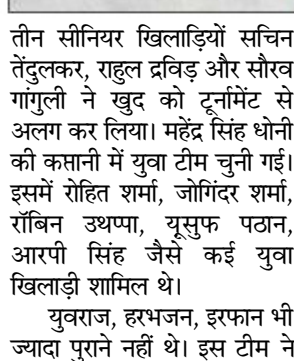 तीन सीनियर खिलाड़ियों सचिन
तेंदुलकर, राहुल द्रविड़ और सौरव
गांगुली ने खुद को टूर्नामेंट से
अलग कर लिया। महेंद्र सिंह धोनी
की कप्तानी में युवा टीम चुनी गई।
इसमें रोहित शर्मा, जोगिंदर शर्मा,
रॉबिन उथप्पा, यूसुफ पठान,
आरपी सिंह जैसे कई युवा
खिलाड़ी शामिल थे।
युवराज, हरभजन, इरफान भी
ज्यादा पुराने नहीं थे। इस टीम ने